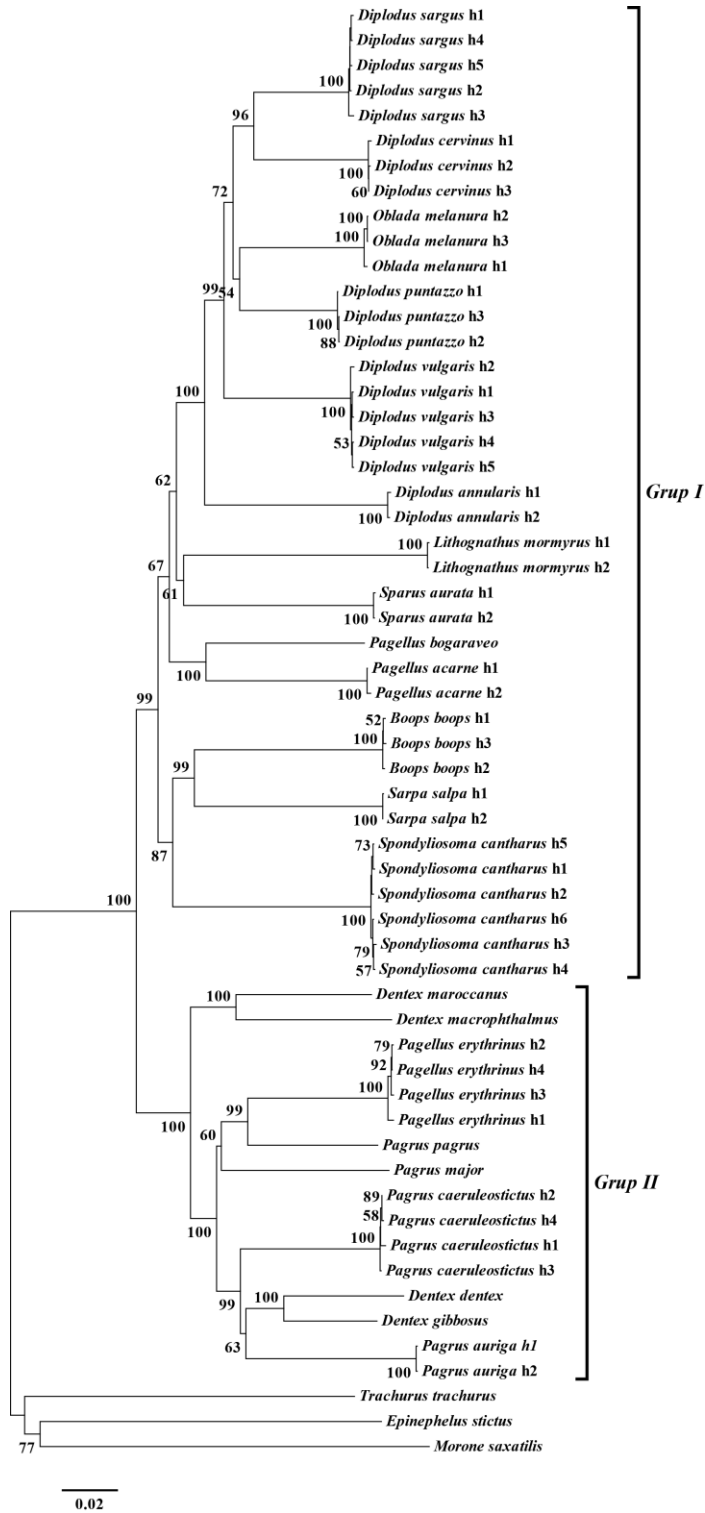 Diplodus sargus h1
Diplodus sargus h4
Diplodus sargus h5
100
Diplodus sargus h2
Diplodus sargus h3
96
Diplodus cervinus h1
100
Diplodus cervinus h2
60
Diplodus cervinus h3
72
100
Oblada melanura h2
100
Oblada melanura h3
Oblada melanura h1
99
54
Diplodus puntazzo h1
100
Diplodus puntazzo h3
88
Diplodus puntazzo h2
Diplodus vulgaris h2
100
Diplodus vulgaris h1
Diplodus vulgaris h3
53
Diplodus vulgaris h4
Diplodus vulgaris h5
100
Diplodus annularis h1
100
Diplodus annularis h2
Grup I
62
100
Lithognathus mormyrus h1
Lithognathus mormyrus h2
67
61
Sparus aurata h1
100
Sparus aurata h2
Pagellus bogaraveo
100
Pagellus acarne h1
100
Pagellus acarne h2
99
52
Boops boops h1
100
Boops boops h3
Boops boops h2
99
Sarpa salpa h1
100
Sarpa salpa h2
87
73
Spondyliosoma cantharus h5
Spondyliosoma cantharus h1
Spondyliosoma cantharus h2
100
Spondyliosoma cantharus h6
79
Spondyliosoma cantharus h3
57
Spondyliosoma cantharus h4
100
100
Dentex maroccanus
Dentex macrophthalmus
79
Pagellus erythrinus h2
92
Pagellus erythrinus h4
100
Pagellus erythrinus h3
Pagellus erythrinus h1
100
99
60
Pagrus pagrus
Pagrus major
Grup II
89
Pagrus caeruleostictus h2
58
Pagrus caeruleostictus h4
100
100
Pagrus caeruleostictus h1
Pagrus caeruleostictus h3
99
100
Dentex dentex
Dentex gibbosus
63
Pagrus auriga h1
100
Pagrus auriga h2
Trachurus trachurus
Epinephelus stictus
77
Morone saxatilis
0.02